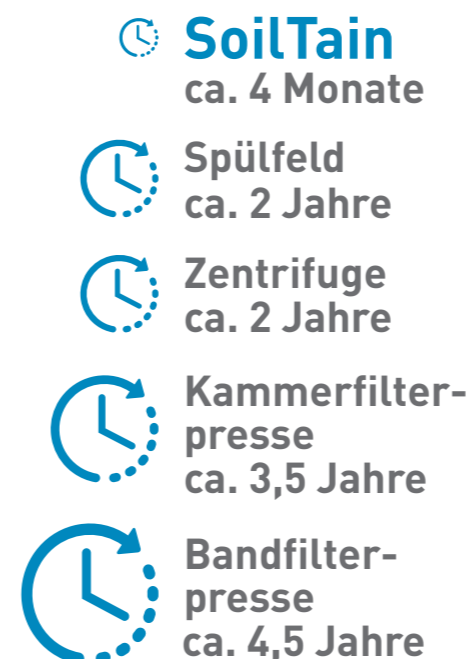 SoilTain
ca. 4 Monate
Spülfeld
ca. 2 Jahre
Zentrifuge
ca. 2 Jahre
Kammerfilter-
presse
ca. 3,5 Jahre
Bandfilter-
presse
ca. 4,5 Jahre